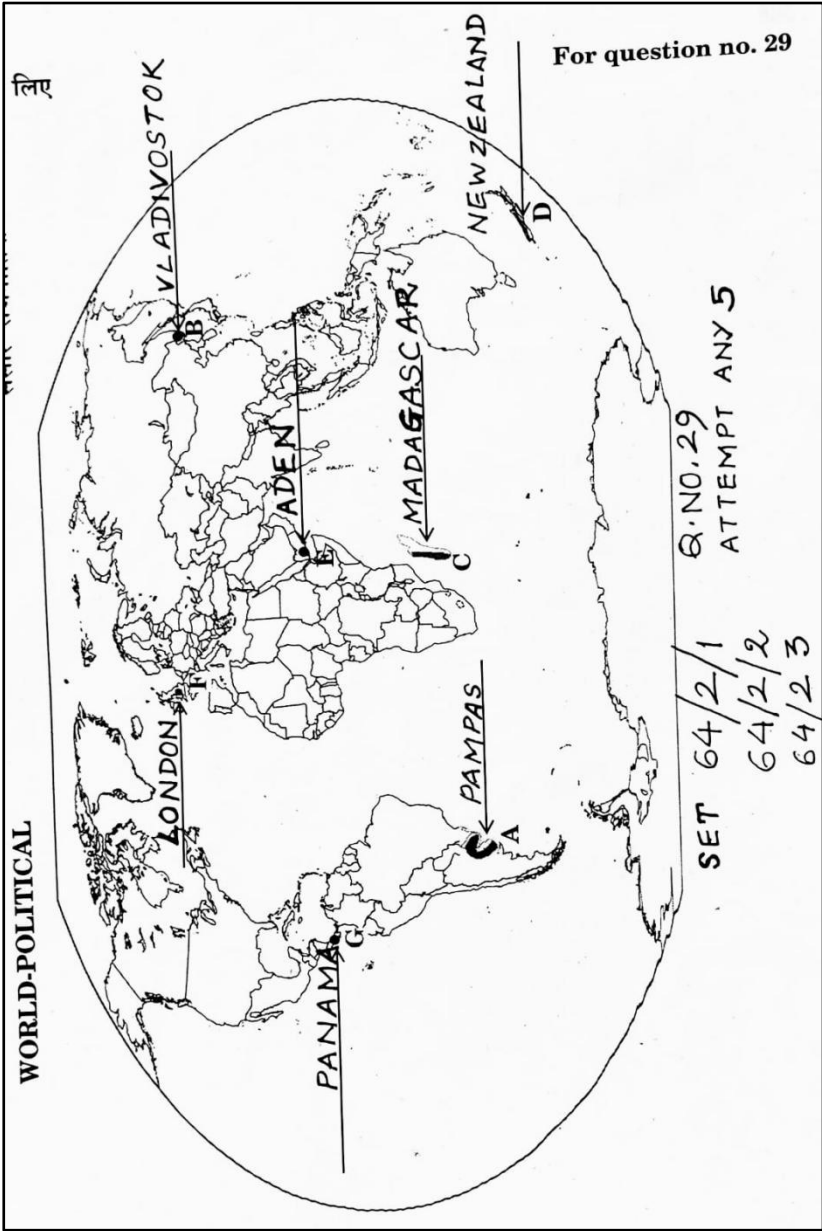 WORLD-POLITICAL
लिए
For question no. 29
VLADIVOSTOK
B
LONDON
F
ADEN
E
PANAMA
G
MADAGASCAR
C
NEWZEALAND
D
PAMPAS
A
SET 64/2/1
64/2/2
64/2 3
Q.NO.29
ATTEMPT ANY 5